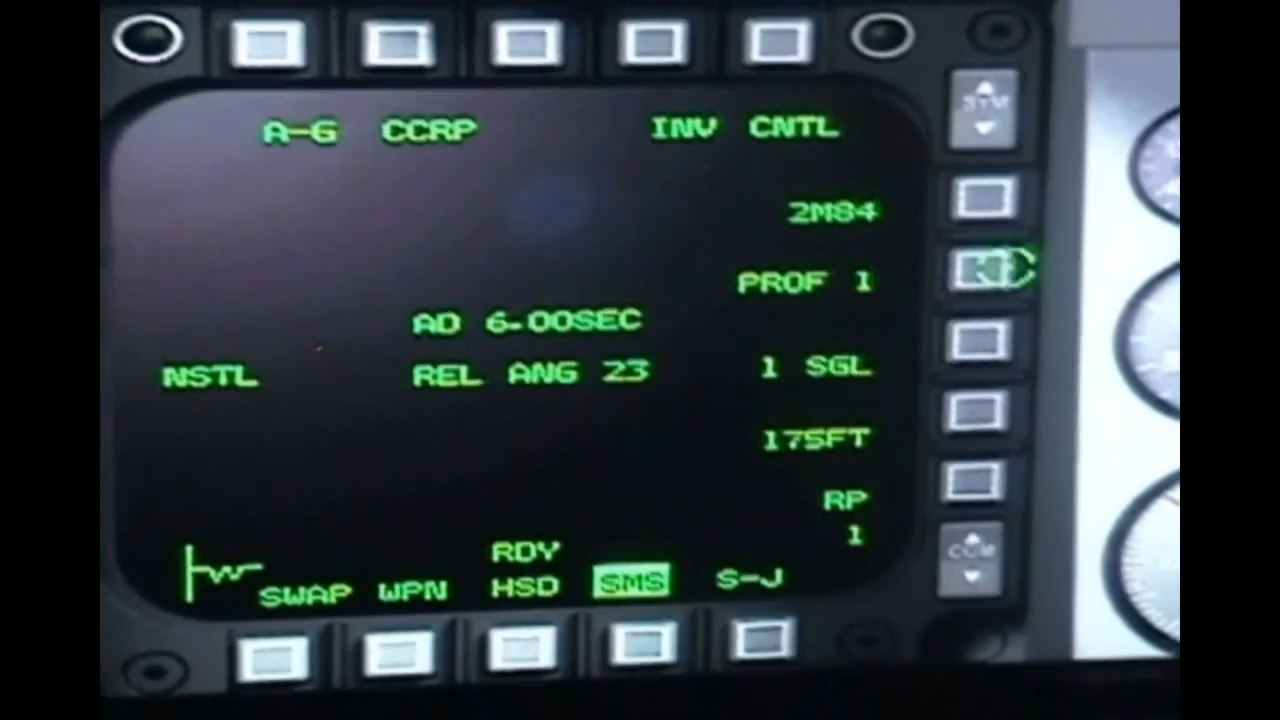 A-G CCRP INV CNTL
SYM
2M84
PROF 1
AD 6.00SEC
NSTL REL ANG 23 1 SGL
175FT
RP
1
RDY
SWAP WPN HSD SMS S-J